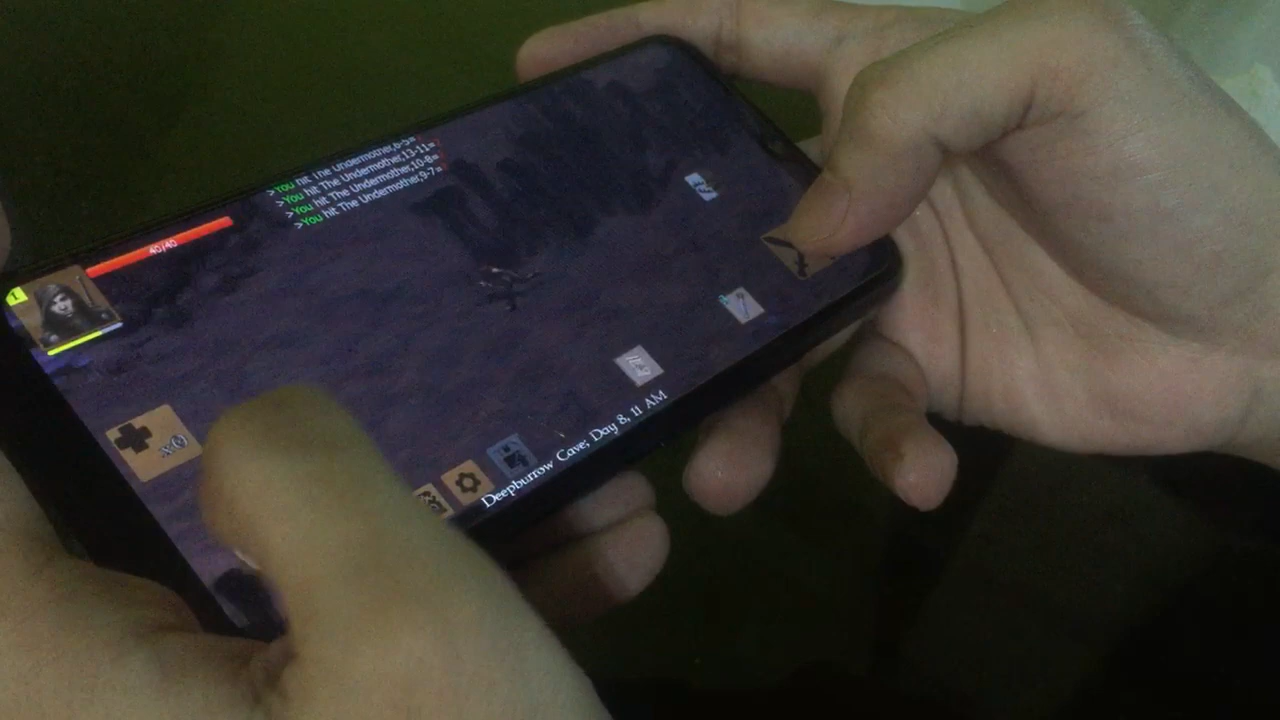 >You hit The Undermother,6-5=
>You hit The Undermother,13-11=
>You hit The Undermother,10-8=
>You hit The Undermother,9-7=
40/40
1
x0
Deepburrow Cave; Day 8, 11 AM